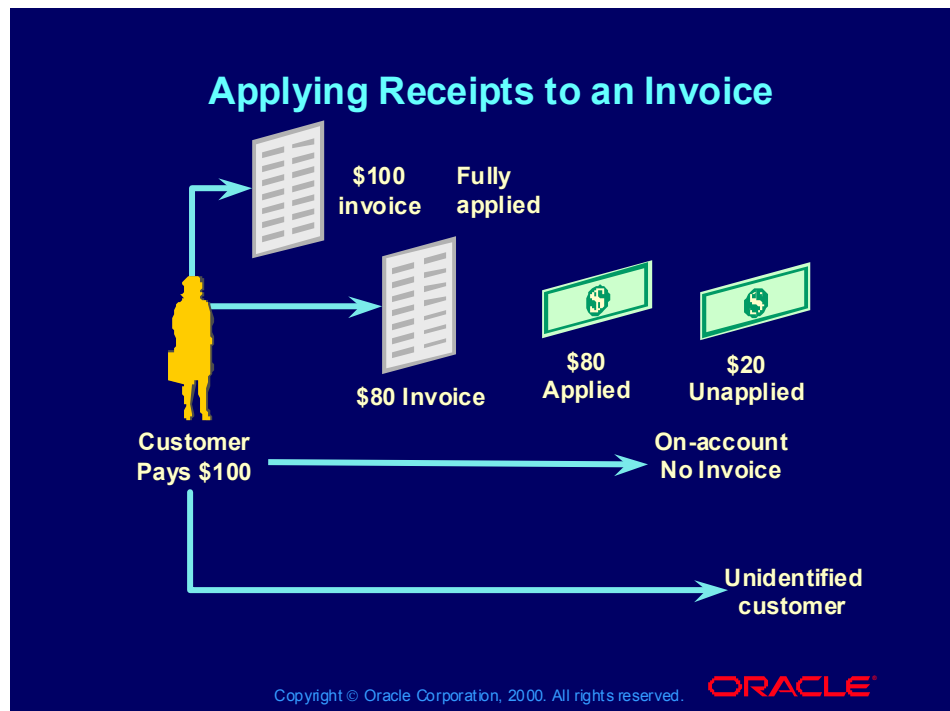 Applying Receipts to an Invoice
$100
invoice
Fully
applied
$
$
$80 Invoice
$80
Applied
$20
Unapplied
Customer
Pays $100
On-account
No Invoice
Unidentified
customer
Copyright © Oracle Corporation, 2000. All rights reserved.
ORACLE®